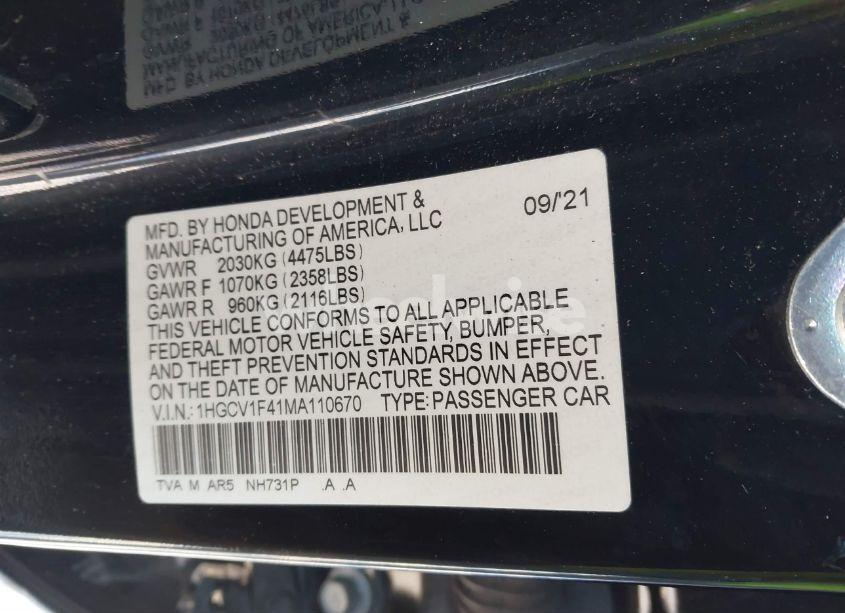 MFD. BY HONDA DEVELOPMENT &
MANUFACTURING OF AMERICA, LLC
09/'21
GVWR 2030KG (4475LBS)
GAWR F 1070KG (2358LBS)
GAWR R 960KG (2116LBS)
THIS VEHICLE CONFORMS TO ALL APPLICABLE
FEDERAL MOTOR VEHICLE SAFETY, BUMPER,
AND THEFT PREVENTION STANDARDS IN EFFECT
ON THE DATE OF MANUFACTURE SHOWN ABOVE.
V.I.N.: 1HGCV1F41MA110670 TYPE: PASSENGER CAR
TVA M AR5 NH731P .A .A